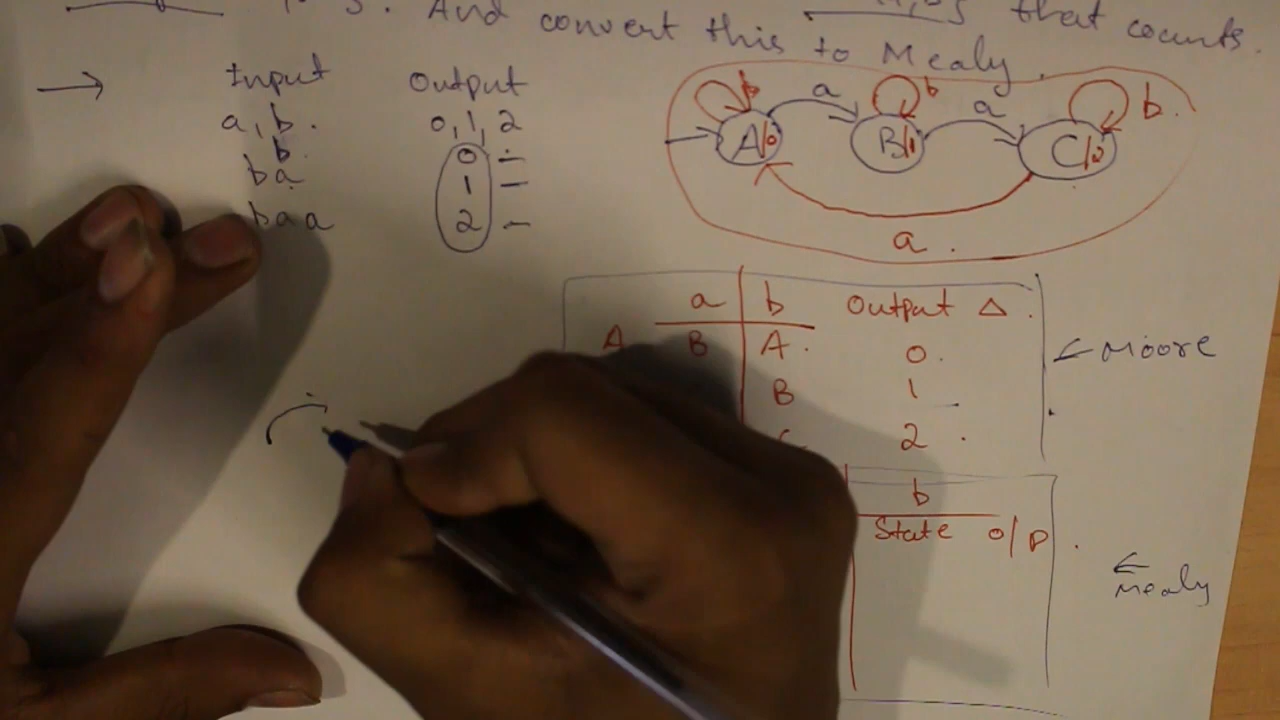 3. And convert this to Mealy. that counts.
→ Input Output
a, b. 0, 1, 2
b. 0 -
ba 1 -
baa 2 -
b a b a b.
A/0 B/1 C/2
a.
a b Output Δ.
A B A. 0.
B 1
2.
← Moore
b
State o/p.
← Mealy